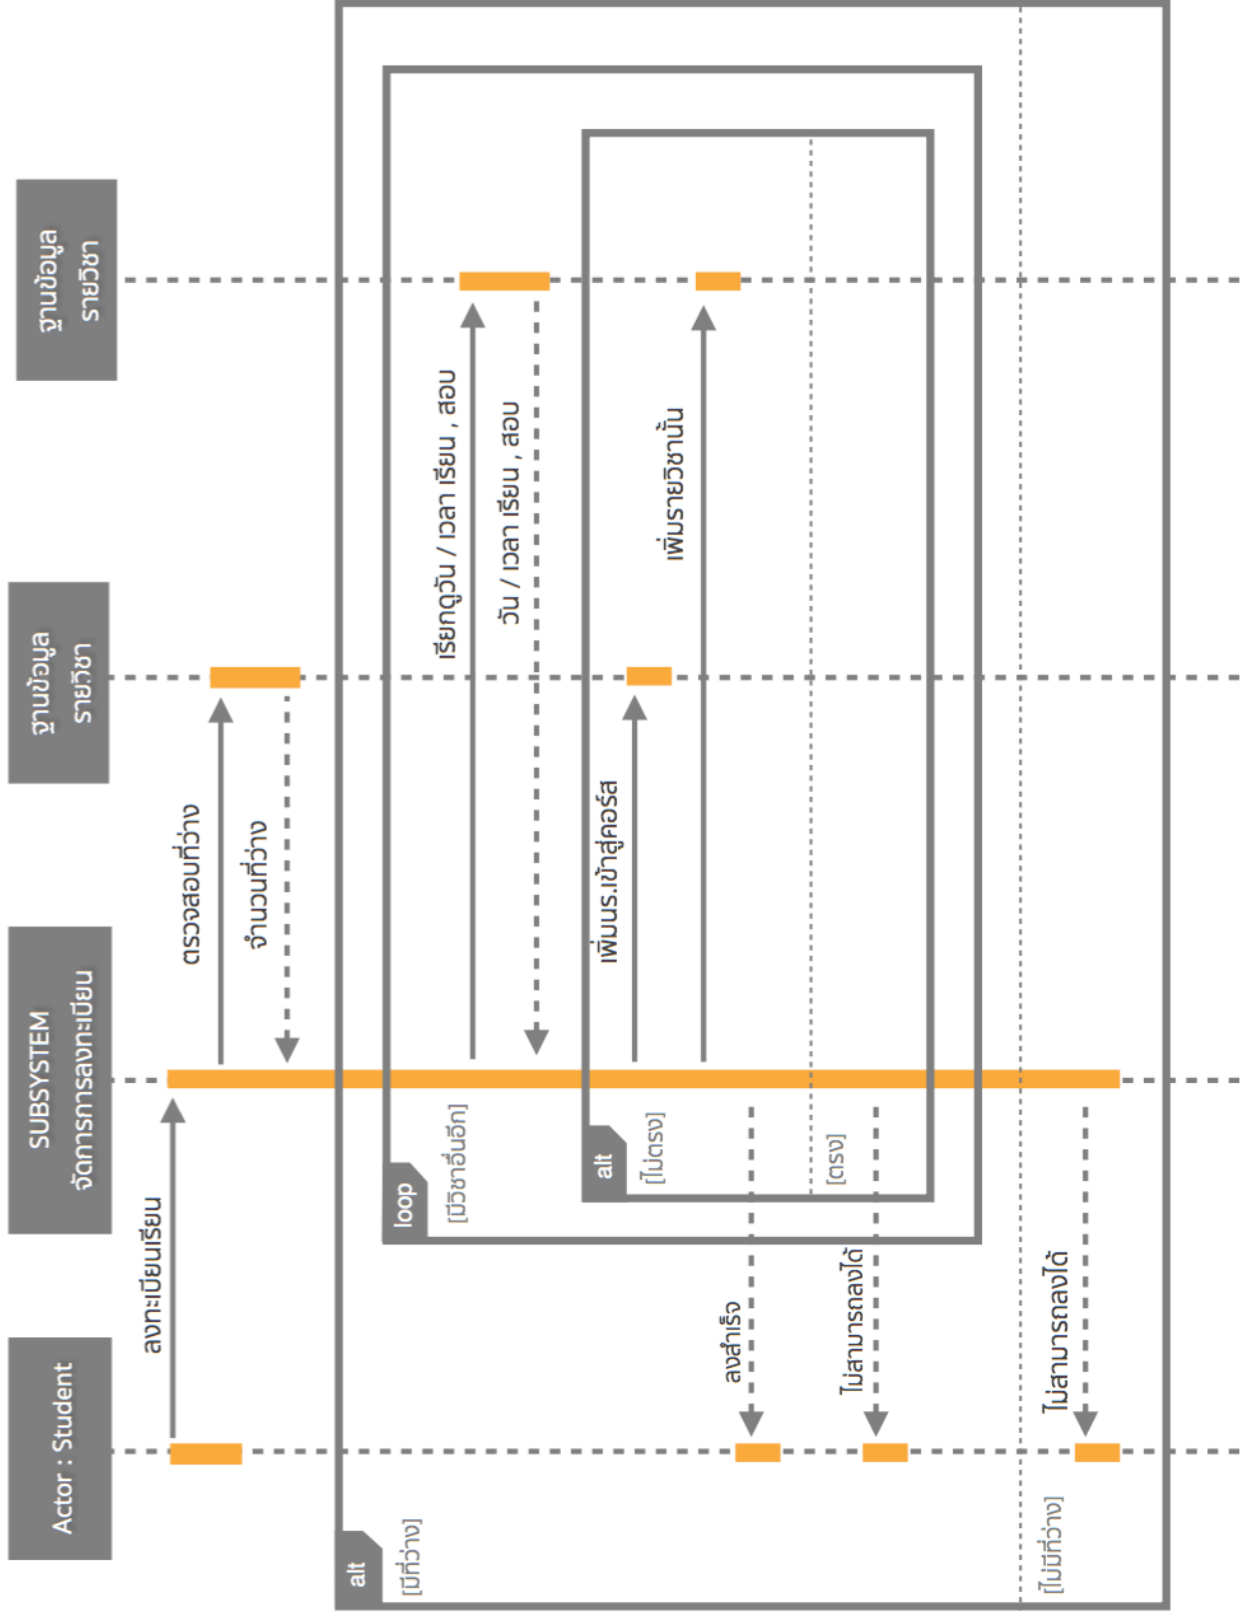 Actor : Student
SUBSYSTEM
จัดการการลงทะเบียน
ฐานข้อมูล
รายวิชา
ฐานข้อมูล
รายวิชา
ลงทะเบียนเรียน
ตรวจสอบที่ว่าง
จำนวนที่ว่าง
alt
[มีที่ว่าง]
loop
[มีวิชาอื่นอีก]
เรียกดูวัน / เวลา เรียน , สอบ
วัน / เวลา เรียน , สอบ
alt
[ไม่ตรง]
เพิ่มนร.เข้าสู่คอร์ส
เพิ่มรายวิชานั้น
ลงสำเร็จ
[ตรง]
ไม่สามารถลงได้
[ไม่มีที่ว่าง]
ไม่สามารถลงได้